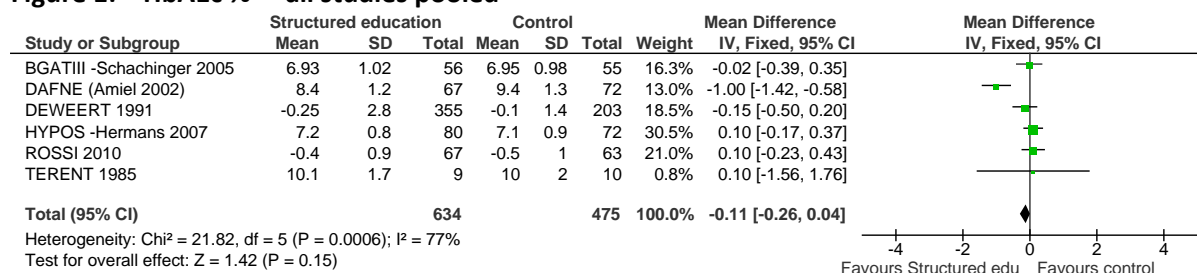 Structured education Control Mean Difference Mean Difference
Study or Subgroup Mean SD Total Mean SD Total Weight IV, Fixed, 95% CI IV, Fixed, 95% CI
BGATIII -Schachinger 2005 6.93 1.02 56 6.95 0.98 55 16.3% -0.02 [-0.39, 0.35]
DAFNE (Amiel 2002) 8.4 1.2 67 9.4 1.3 72 13.0% -1.00 [-1.42, -0.58]
DEWEERT 1991 -0.25 2.8 355 -0.1 1.4 203 18.5% -0.15 [-0.50, 0.20]
HYPOS -Hermans 2007 7.2 0.8 80 7.1 0.9 72 30.5% 0.10 [-0.17, 0.37]
ROSSI 2010 -0.4 0.9 67 -0.5 1 63 21.0% 0.10 [-0.23, 0.43]
TERENT 1985 10.1 1.7 9 10 2 10 0.8% 0.10 [-1.56, 1.76]
Total (95% CI) 634 475 100.0% -0.11 [-0.26, 0.04]
Heterogeneity: Chi² = 21.82, df = 5 (P = 0.0006); I² = 77%
Test for overall effect: Z = 1.42 (P = 0.15)
-4 -2 0 2 4
Favours Structured edu Favours control